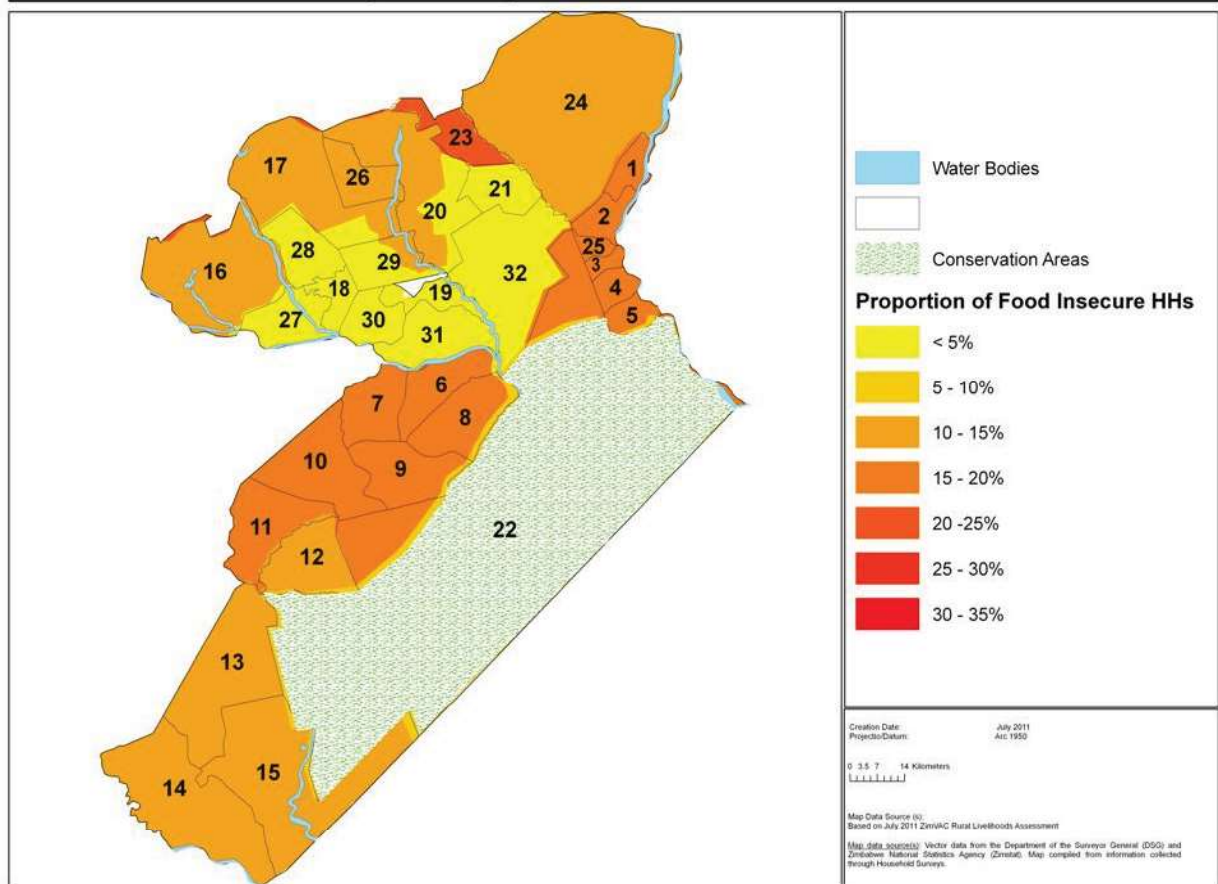 24
23
17
1
26
21
20
2
25
28
3
16
29
32
4
18
19
5
27
30
31
6
7
8
10
9
11
22
12
13
15
14
Water Bodies
Conservation Areas
Proportion of Food Insecure HHs
< 5%
5 - 10%
10 - 15%
15 - 20%
20 -25%
25 - 30%
30 - 35%
Creation Date: July 2011
Projectio/Datum: Arc 1950
0 3.5 7 14 Kilometers
Map Data Source (s):
Based on July 2011 ZimVAC Rural Livelihoods Assessment
Map data source(s): Vector data from the Department of the Surveyor General (DSG) and
Zimbabwe National Statistics Agency (Zimstat). Map compiled from information collected
through Household Surveys.